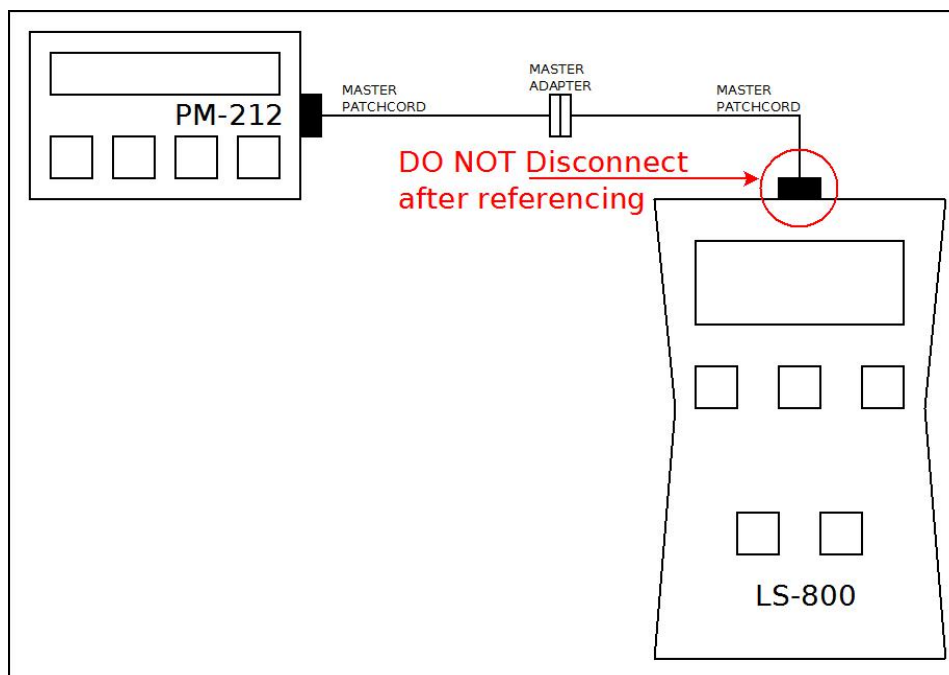 PM-212
MASTER
PATCHCORD
MASTER
ADAPTER
MASTER
PATCHCORD
DO NOT Disconnect
after referencing
LS-800